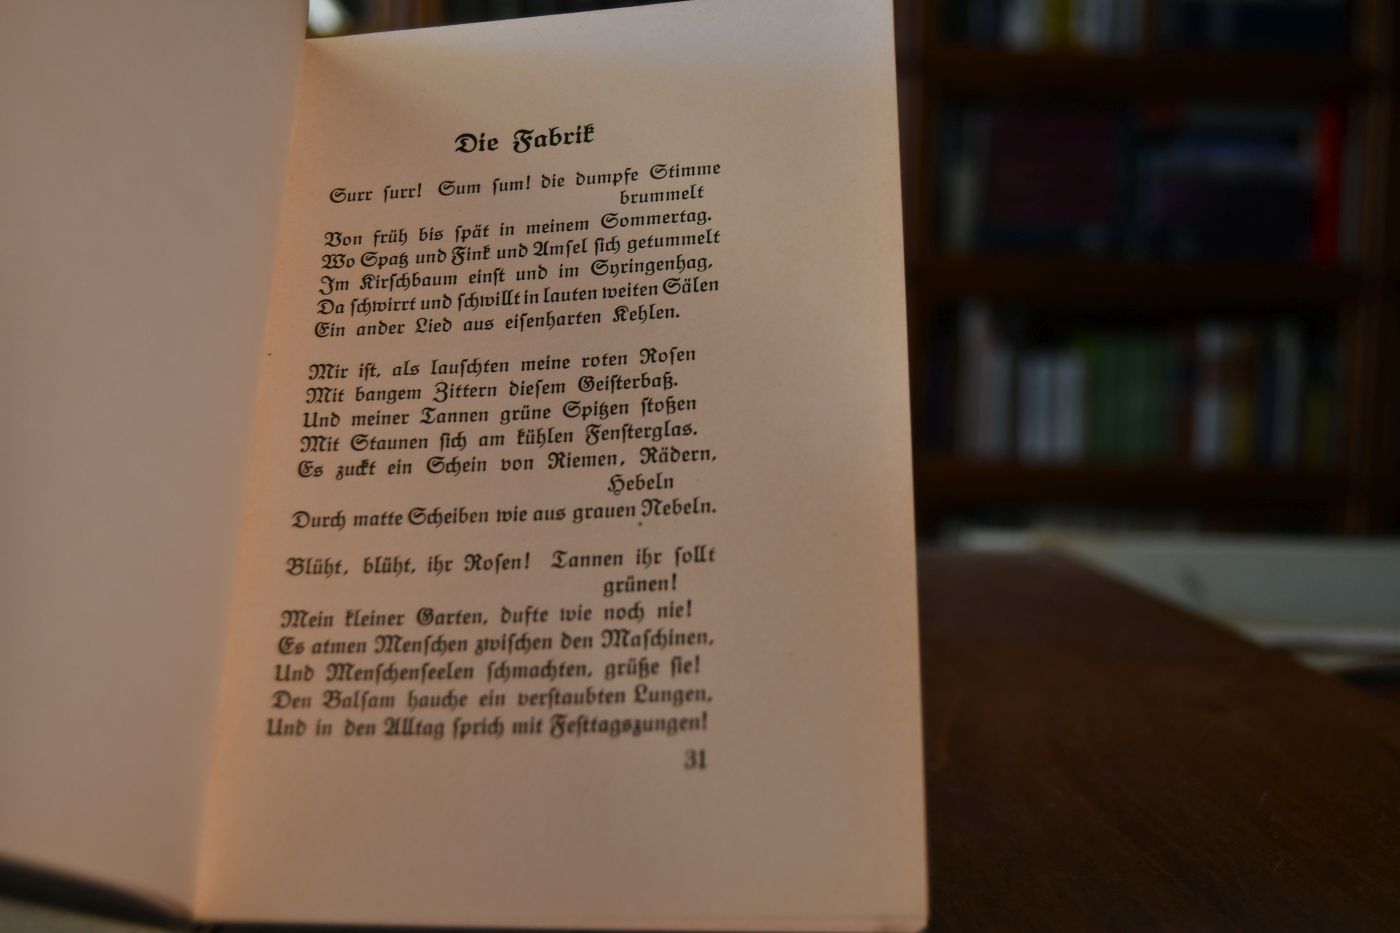 Die Fabrik
Surr ſurr! Sum ſum! die dumpfe Stimme
brummelt
Von früh bis ſpät in meinem Sommertag.
Wo Spatz und Fink und Amſel ſich getummelt
Im Kirſchbaum einſt und im Syringenhag,
Da ſchwirrt und ſchwillt in lauten weiten Sälen
Ein ander Lied aus eiſenharten Kehlen.
Mir iſt, als lauſchten meine roten Roſen
Mit bangem Zittern dieſem Geiſterbaß.
Und meiner Tannen grüne Spitzen ſtoßen
Mit Staunen ſich am kühlen Fenſterglas.
Es zuckt ein Schein von Riemen, Rädern,
Hebeln
Durch matte Scheiben wie aus grauen Nebeln.
Blüht, blüht, ihr Roſen! Tannen ihr ſollt
grünen!
Mein kleiner Garten, dufte wie noch nie!
Es atmen Menſchen zwiſchen den Maſchinen,
Und Menſchenſeelen ſchmachten, grüße ſie!
Den Balſam hauche ein verſtaubten Lungen,
Und in den Alltag ſprich mit Feſttagszungen!
31